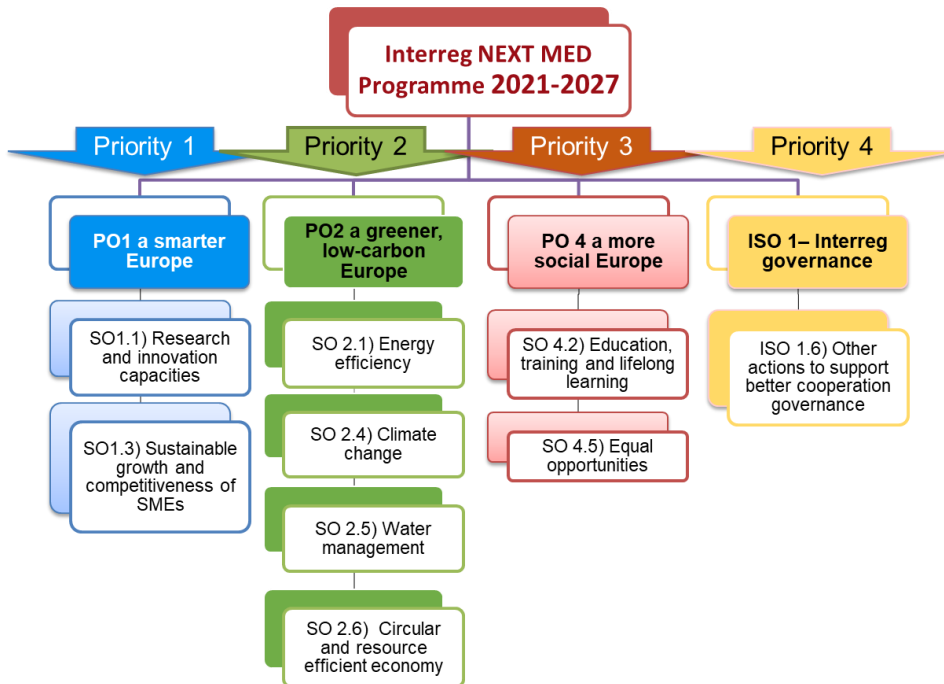 Interreg NEXT MED
Programme 2021-2027
Priority 1
Priority 2
Priority 3
Priority 4
PO1 a smarter
Europe
SO1.1) Research
and innovation
capacities
SO1.3) Sustainable
growth and
competitiveness of
SMEs
PO2 a greener,
low-carbon
Europe
SO 2.1) Energy
efficiency
SO 2.4) Climate
change
SO 2.5) Water
management
SO 2.6) Circular
and resource
efficient economy
PO 4 a more
social Europe
SO 4.2) Education,
training and lifelong
learning
SO 4.5) Equal
opportunities
ISO 1– Interreg
governance
ISO 1.6) Other
actions to support
better cooperation
governance